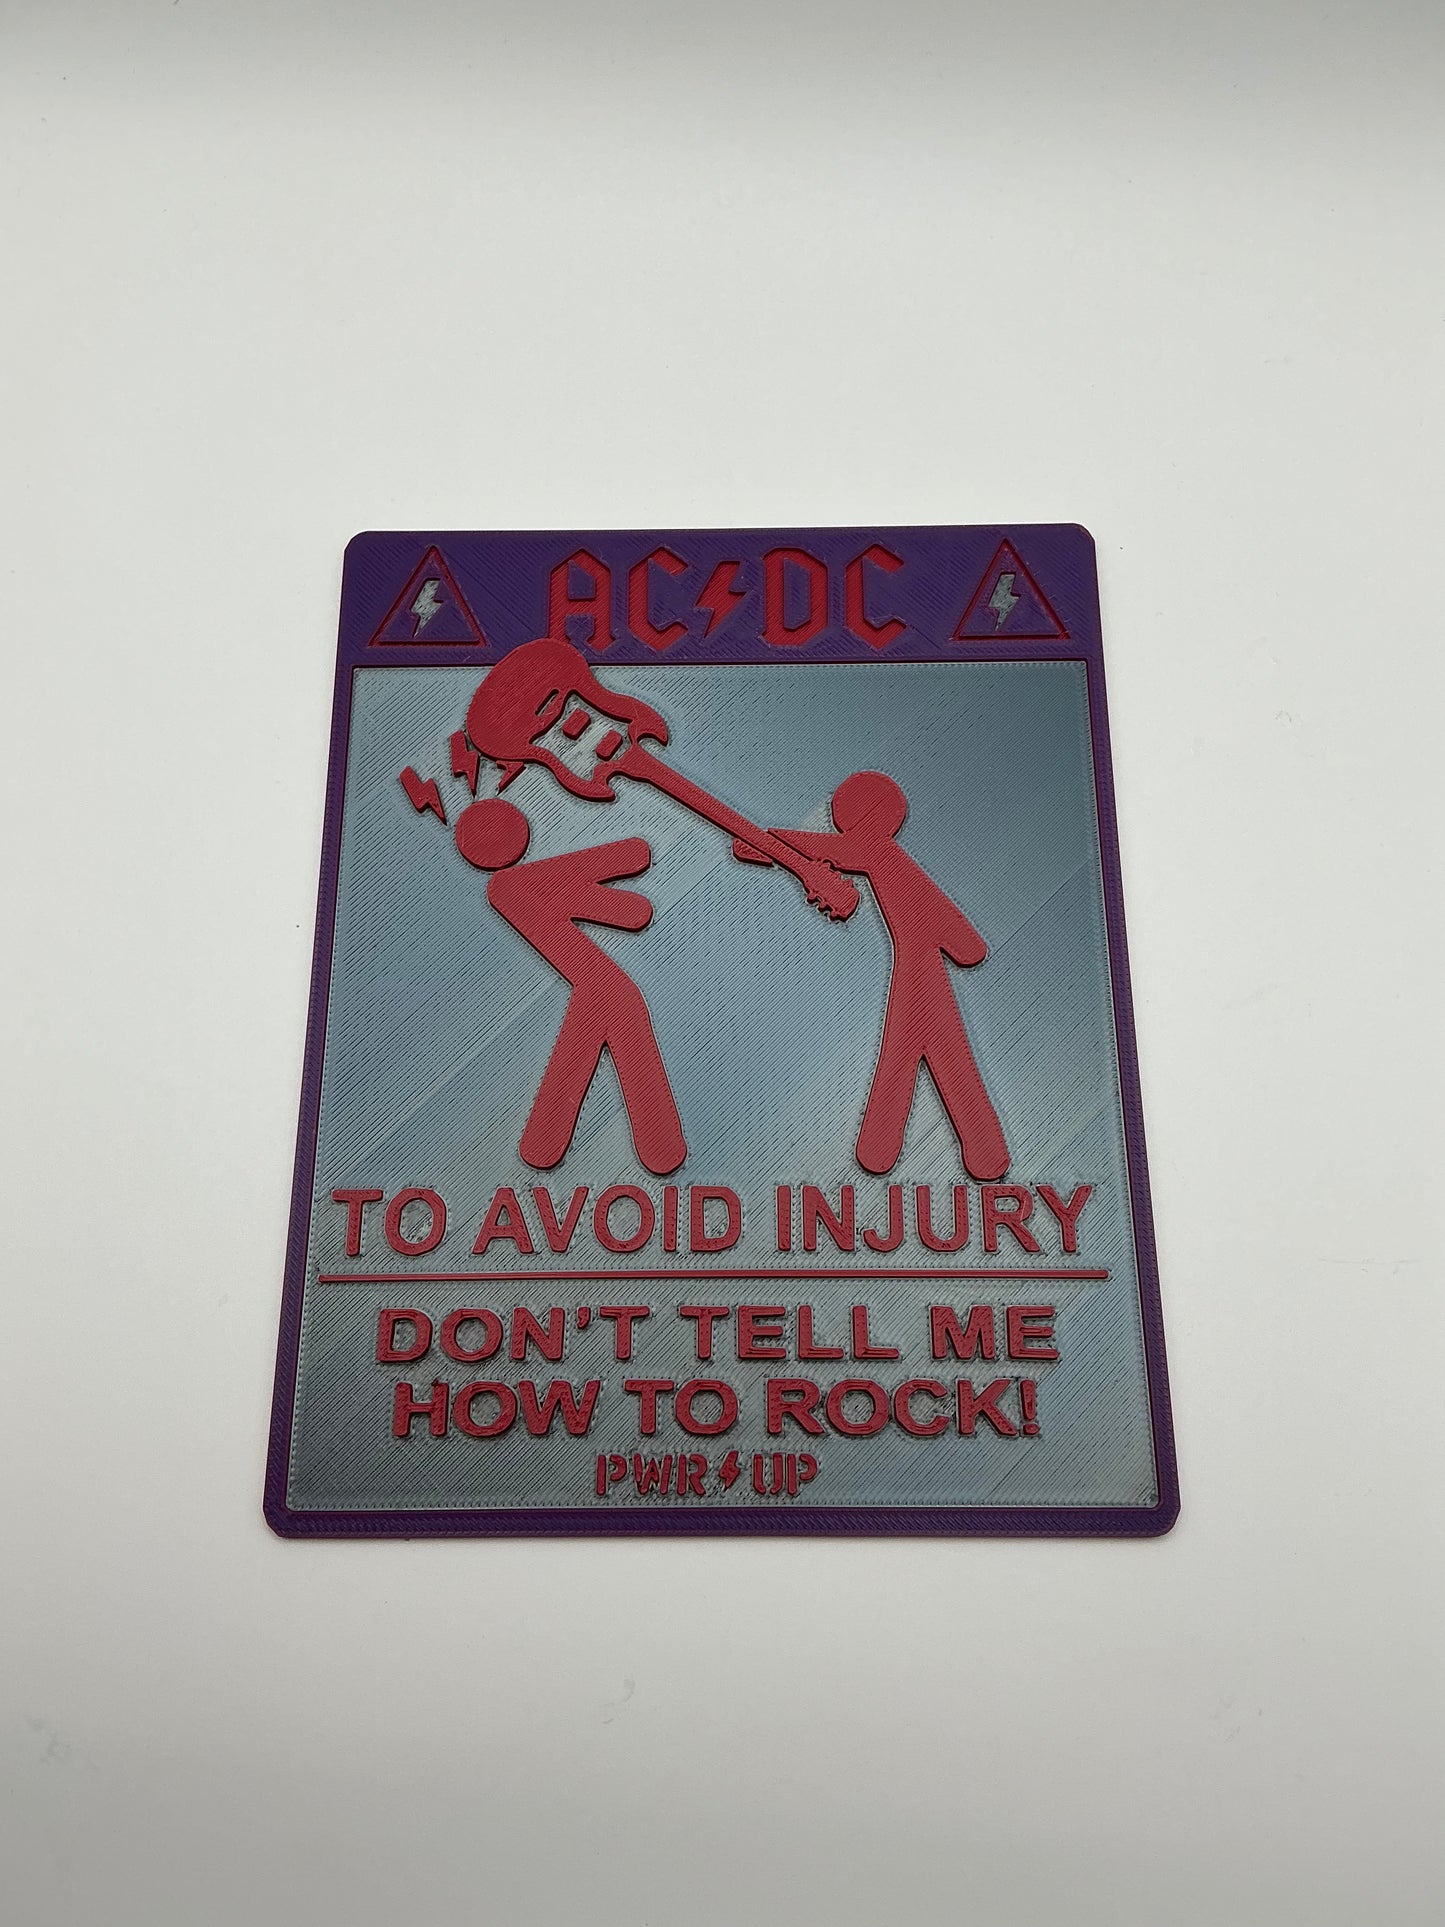 AC⚡DC
TO AVOID INJURY
DON'T TELL ME
HOW TO ROCK!
PWR⚡UP